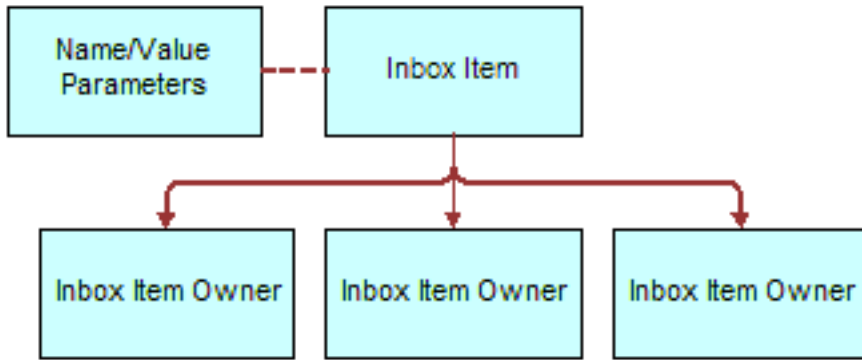 Name/Value
Parameters
Inbox Item
Inbox Item Owner
Inbox Item Owner
Inbox Item Owner